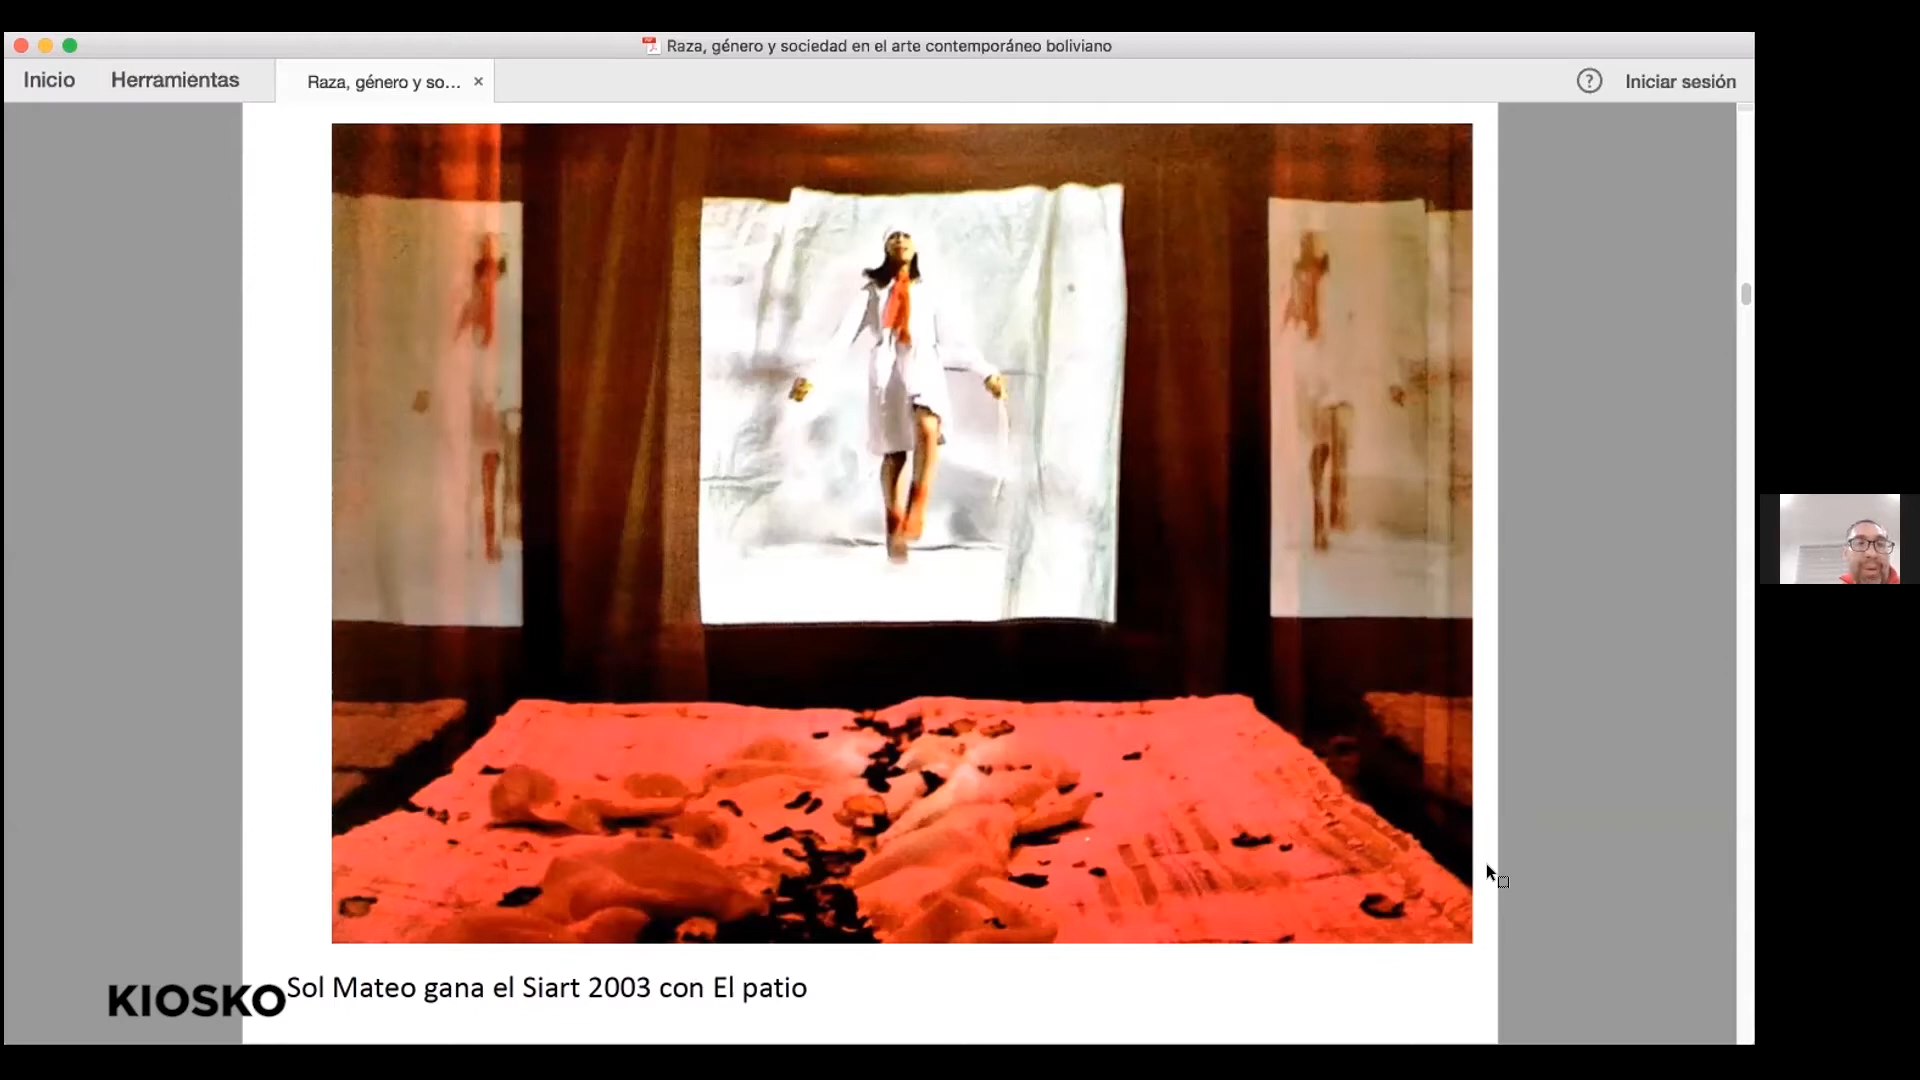 Raza, género y sociedad en el arte contemporáneo boliviano
Inicio Herramientas Raza, género y so... × ? Iniciar sesión
KIOSKO Sol Mateo gana el Siart 2003 con El patio